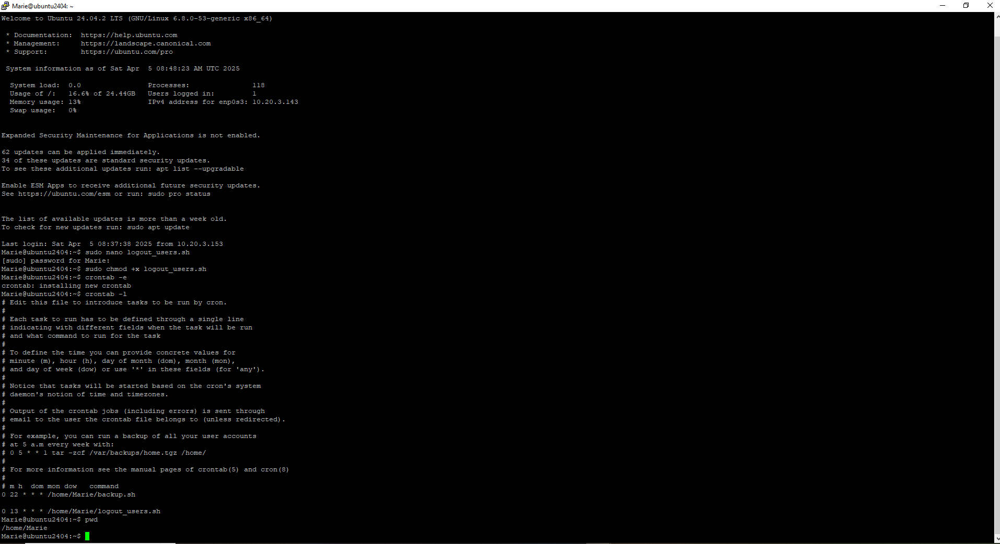 Marie@ubuntu2404: ~
Welcome to Ubuntu 24.04.2 LTS (GNU/Linux 6.8.0-53-generic x86_64)
* Documentation:  https://help.ubuntu.com
* Management:     https://landscape.canonical.com
* Support:        https://ubuntu.com/pro
System information as of Sat Apr  5 08:48:23 AM UTC 2025
System load:  0.0                Processes:               118
Usage of /:   16.6% of 24.44GB   Users logged in:         1
Memory usage: 13%                IPv4 address for enp0s3: 10.20.3.143
Swap usage:   0%
Expanded Security Maintenance for Applications is not enabled.
62 updates can be applied immediately.
34 of these updates are standard security updates.
To see these additional updates run: apt list --upgradable
Enable ESM Apps to receive additional future security updates.
See https://ubuntu.com/esm or run: sudo pro status
The list of available updates is more than a week old.
To check for new updates run: sudo apt update
Last login: Sat Apr  5 08:37:38 2025 from 10.20.3.153
Marie@ubuntu2404:~$ sudo nano logout_users.sh
[sudo] password for Marie:
Marie@ubuntu2404:~$ sudo chmod +x logout_users.sh
Marie@ubuntu2404:~$ crontab -e
crontab: installing new crontab
Marie@ubuntu2404:~$ crontab -l
# Edit this file to introduce tasks to be run by cron.
#
# Each task to run has to be defined through a single line
# indicating with different fields when the task will be run
# and what command to run for the task
#
# To define the time you can provide concrete values for
# minute (m), hour (h), day of month (dom), month (mon),
# and day of week (dow) or use '*' in these fields (for 'any').
#
# Notice that tasks will be started based on the cron's system
# daemon's notion of time and timezones.
#
# Output of the crontab jobs (including errors) is sent through
# email to the user the crontab file belongs to (unless redirected).
#
# For example, you can run a backup of all your user accounts
# at 5 a.m every week with:
# 0 5 * * 1 tar -zcf /var/backups/home.tgz /home/
#
# For more information see the manual pages of crontab(5) and cron(8)
#
# m h  dom mon dow   command
0 22 * * * /home/Marie/backup.sh
0 13 * * * /home/Marie/logout_users.sh
Marie@ubuntu2404:~$ pwd
/home/Marie
Marie@ubuntu2404:~$